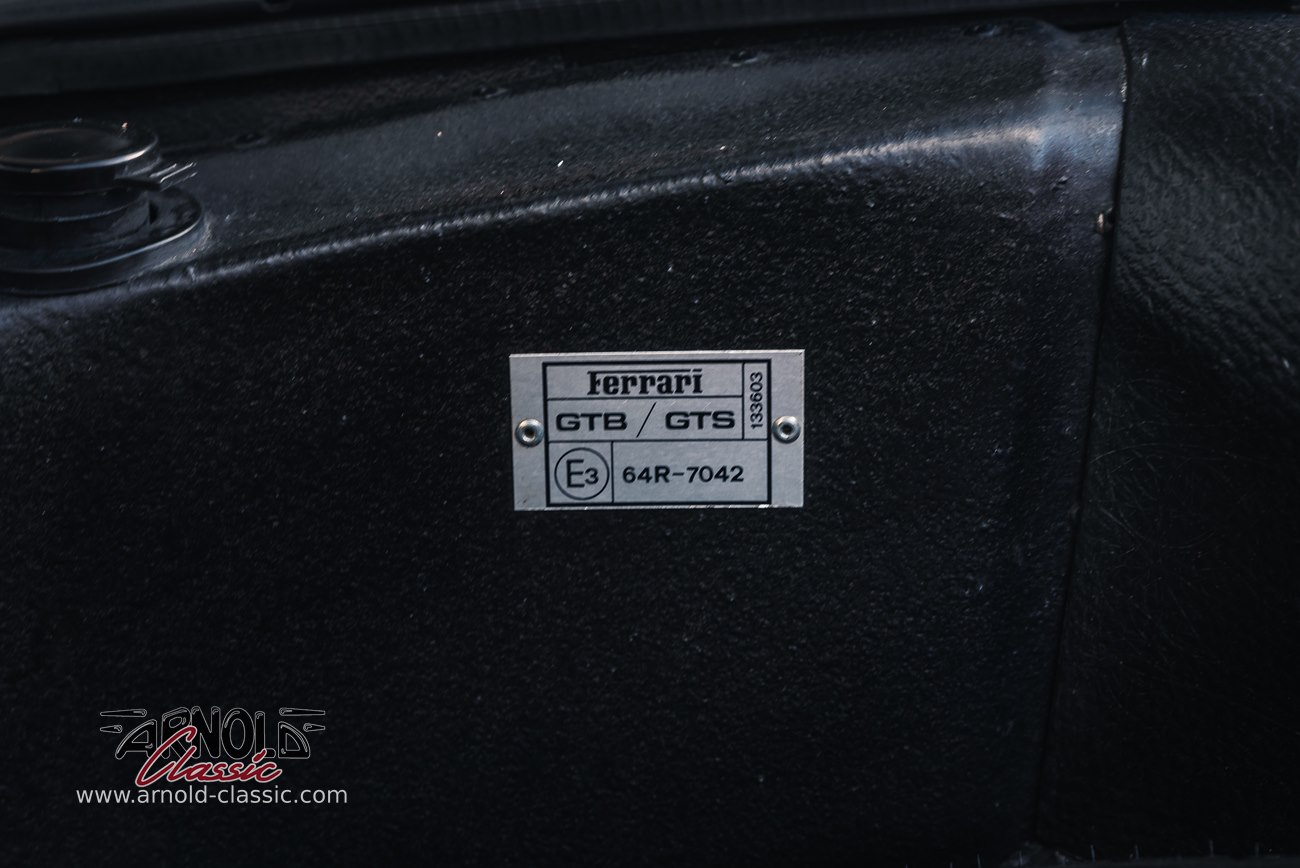 Ferrari
GTB / GTS
133603
E3 64R-7042
ARNOLD
Classic
www.arnold-classic.com